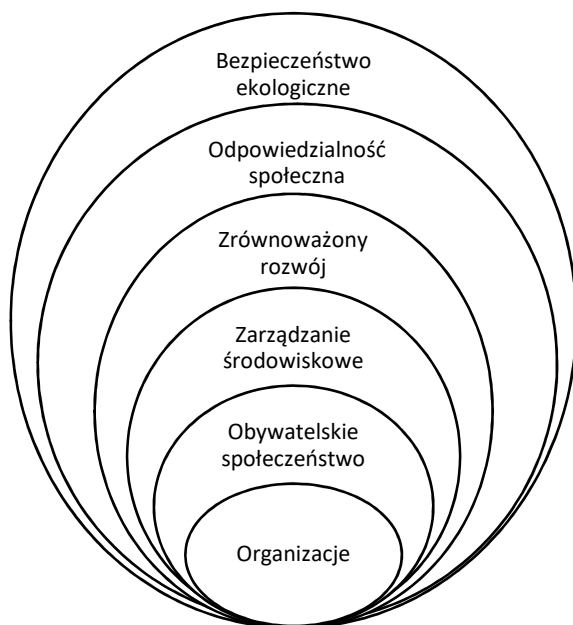 Bezpieczeństwo
ekologiczne
Odpowiedzialność
społeczna
Zrównoważony
rozwój
Zarządzanie
środowiskowe
Obywatelskie
społeczeństwo
Organizacje